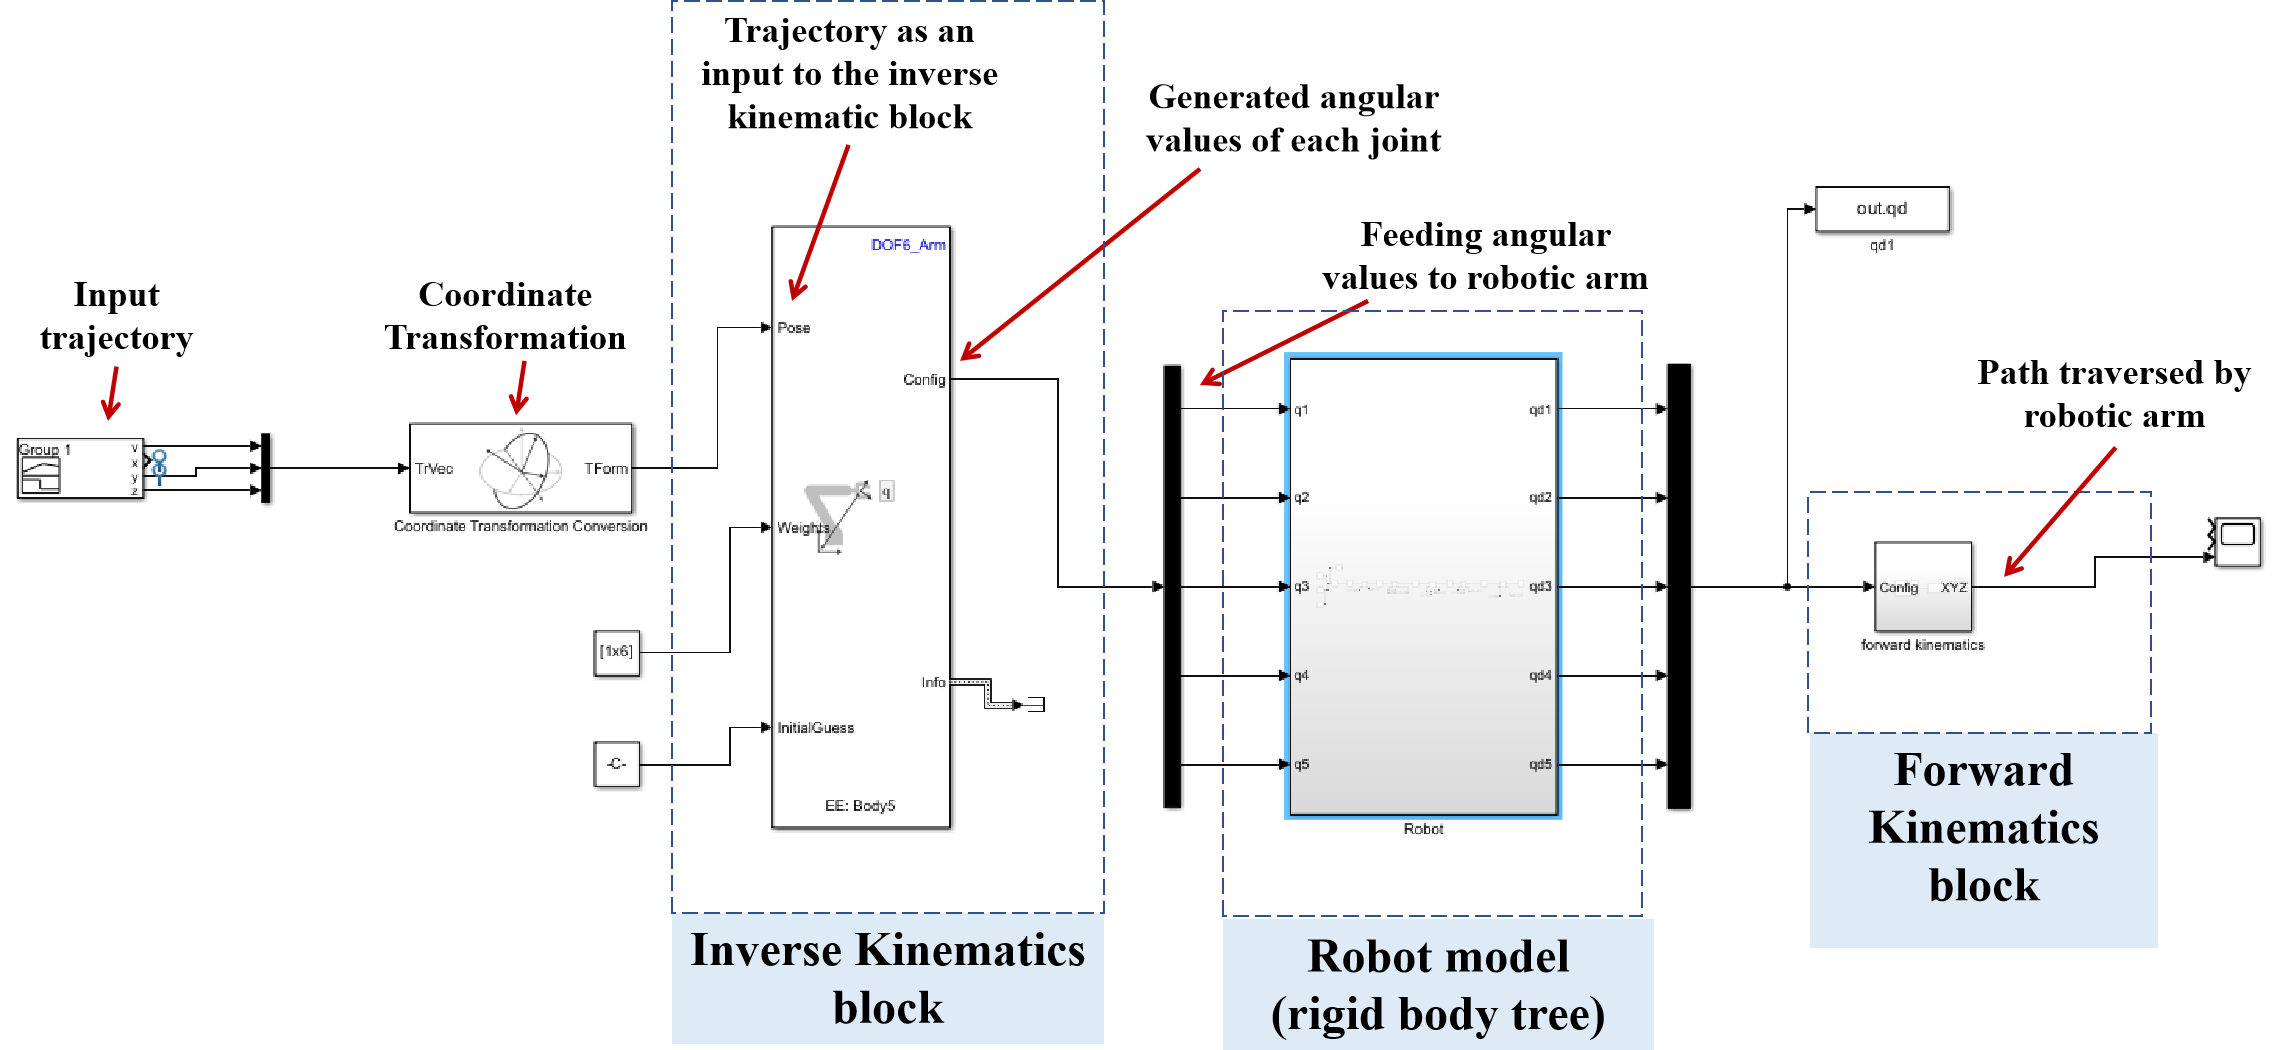 Trajectory as an
input to the inverse
kinematic block
Generated angular
values of each joint
Feeding angular
values to robotic arm
Input
trajectory
Coordinate
Transformation
Path traversed by
robotic arm
out.qd
qd1
DOF6_Arm
Pose
Config
Weights
q
Info
InitialGuess
EE: Body5
Group 1
v
x
y
z
TrVec
TForm
Coordinate Transformation Conversion
[1x6]
-C-
q1
q2
q3
q4
q5
qd1
qd2
qd3
qd4
qd5
Robot
Config
XYZ
forward kinematics
Inverse Kinematics
block
Robot model
(rigid body tree)
Forward
Kinematics
block